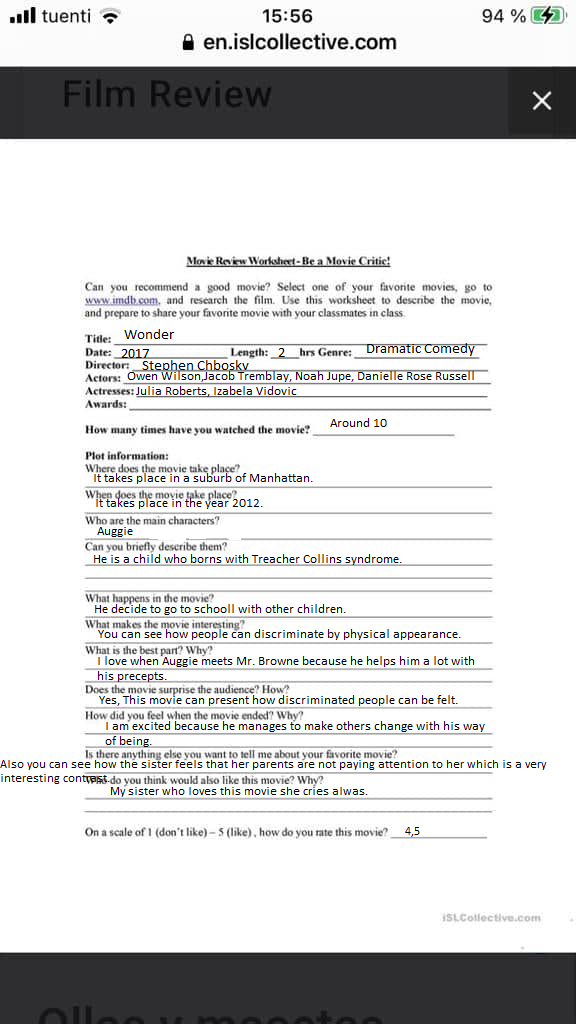 tuenti 15:56 94 %
en.islcollective.com
Film Review
Movie Review Worksheet - Be a Movie Critic!
Can you recommend a good movie? Select one of your favorite movies, go to
www.imdb.com, and research the film. Use this worksheet to describe the movie,
and prepare to share your favorite movie with your classmates in class.
Title: Wonder
Date: 2017 Length: 2 hrs Genre: Dramatic Comedy
Director: Stephen Chbosky
Actors: Owen Wilson,Jacob Tremblay, Noah Jupe, Danielle Rose Russell
Actresses: Julia Roberts, Izabela Vidovic
Awards:
How many times have you watched the movie? Around 10
Plot information:
Where does the movie take place?
It takes place in a suburb of Manhattan.
When does the movie take place?
It takes place in the year 2012.
Who are the main characters?
Auggie
Can you briefly describe them?
He is a child who borns with Treacher Collins syndrome.
What happens in the movie?
He decide to go to schooll with other children.
What makes the movie interesting?
You can see how people can discriminate by physical appearance.
What is the best part? Why?
I love when Auggie meets Mr. Browne because he helps him a lot with
his precepts.
Does the movie surprise the audience? How?
Yes, This movie can present how discriminated people can be felt.
How did you feel when the movie ended? Why?
I am excited because he manages to make others change with his way
of being.
Is there anything else you want to tell me about your favorite movie?
Also you can see how the sister feels that her parents are not paying attention to her which is a very
interesting contrast.
do you think would also like this movie? Why?
My sister who loves this movie she cries alwas.
On a scale of 1 (don't like) – 5 (like), how do you rate this movie? 4,5
iSLCollective.com